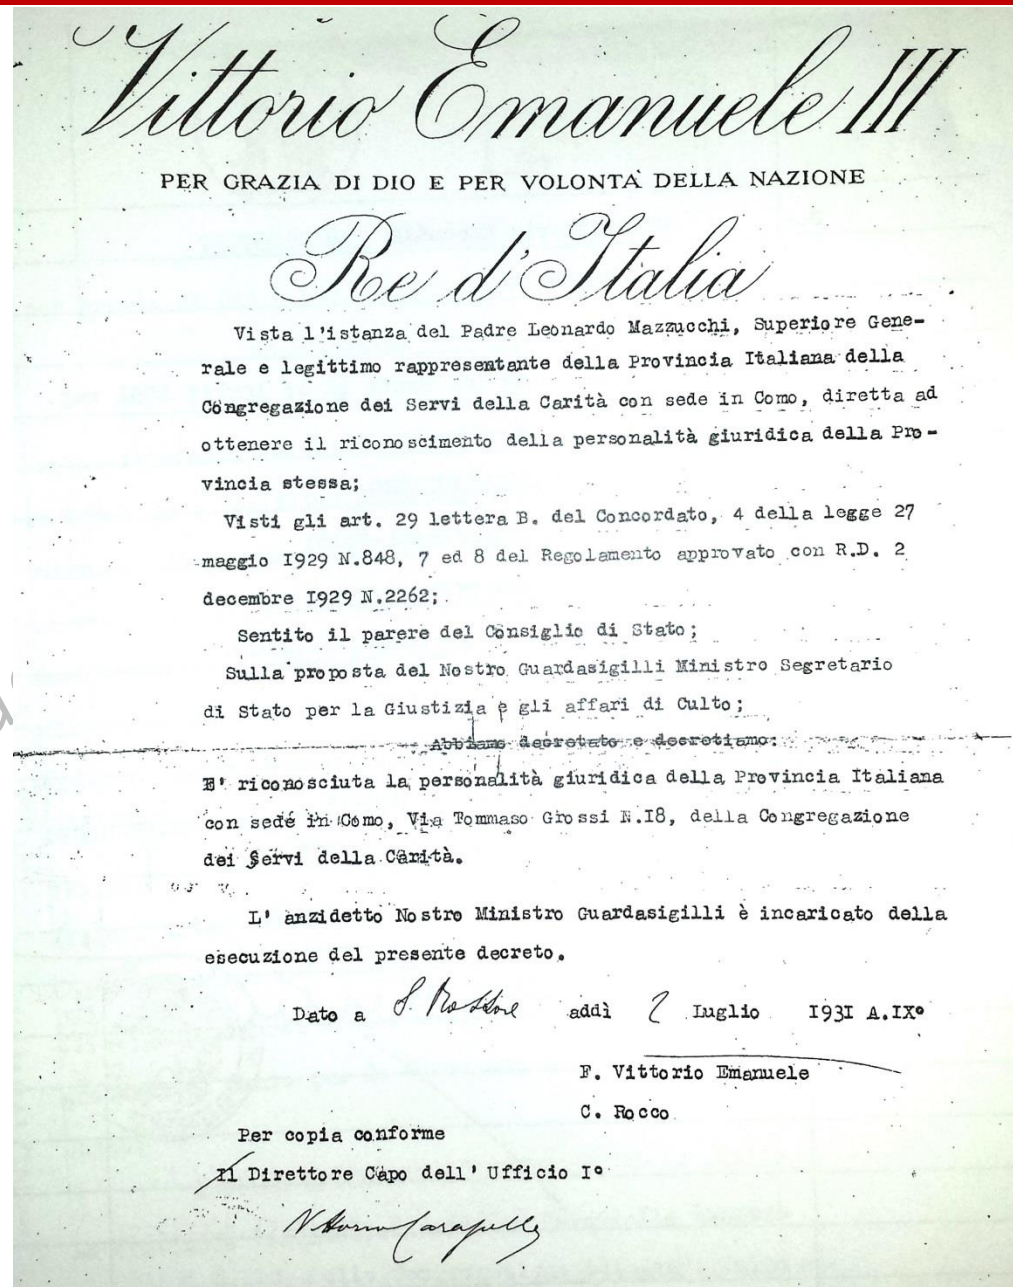 Vittorio Emanuele III
PER GRAZIA DI DIO E PER VOLONTÀ DELLA NAZIONE
Re d'Italia
Vista l'istanza del Padre Leonardo Mazzucchi, Superiore Gene-
rale e legittimo rappresentante della Provincia Italiana della
Congregazione dei Servi della Carità con sede in Como, diretta ad
ottenere il riconoscimento della personalità giuridica della Pro-
vincia stessa;
Visti gli art. 29 lettera B. del Concordato, 4 della legge 27
maggio I929 N.848, 7 ed 8 del Regolamento approvato con R.D. 2
decembre I929 N.2262;
Sentito il parere del Consiglio di Stato;
Sulla proposta del Nostro Guardasigilli Ministro Segretario
di Stato per la Giustizia e gli affari di Culto;
Abbiamo decretato e decretiamo:
E' riconosciuta la personalità giuridica della Provincia Italiana
con sede in Como, Via Tommaso Grossi N.I8, della Congregazione
dei Servi della Carità.
L' anzidetto Nostro Ministro Guardasigilli è incaricato della
esecuzione del presente decreto.
Dato a S. Rossore addì 2 Luglio I93I A.IX°
F. Vittorio Emanuele
C. Rocco
Per copia conforme
Il Direttore Capo dell' Ufficio I°